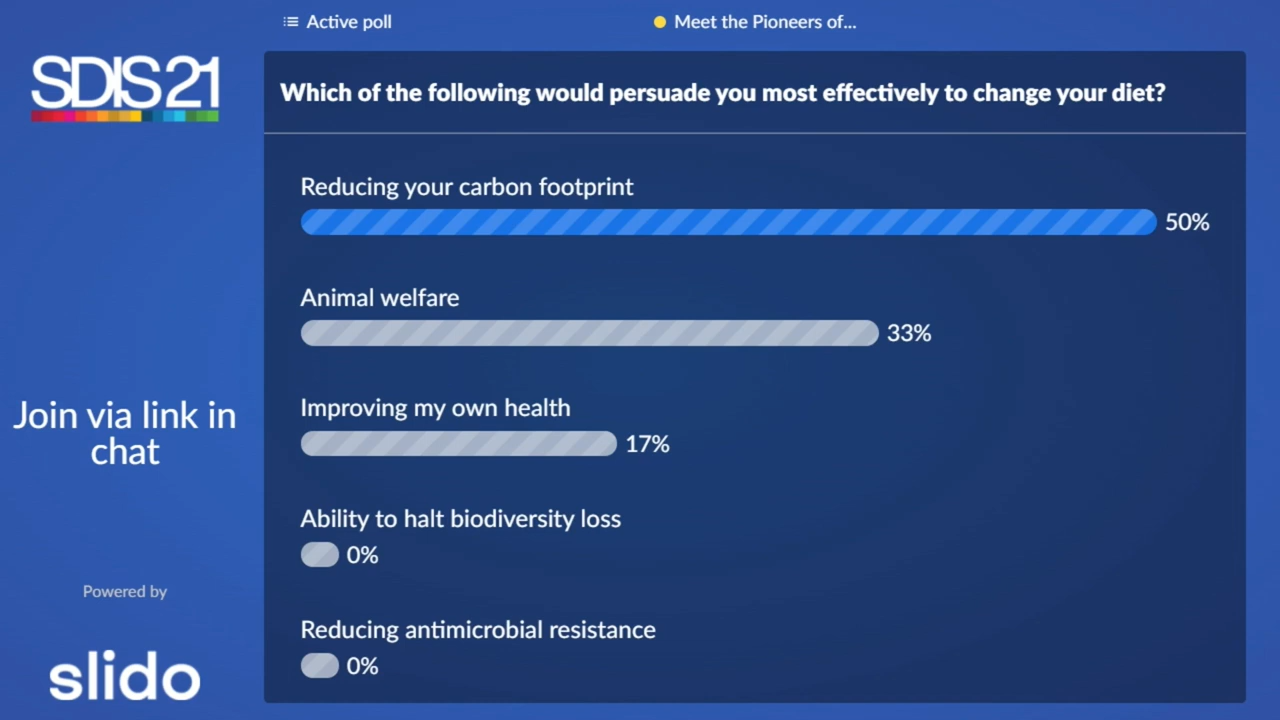 Active poll
Meet the Pioneers of...
SDIS21
Which of the following would persuade you most effectively to change your diet?
Reducing your carbon footprint
50%
Animal welfare
33%
Improving my own health
17%
Ability to halt biodiversity loss
0%
Reducing antimicrobial resistance
0%
Join via link in
chat
Powered by
slido